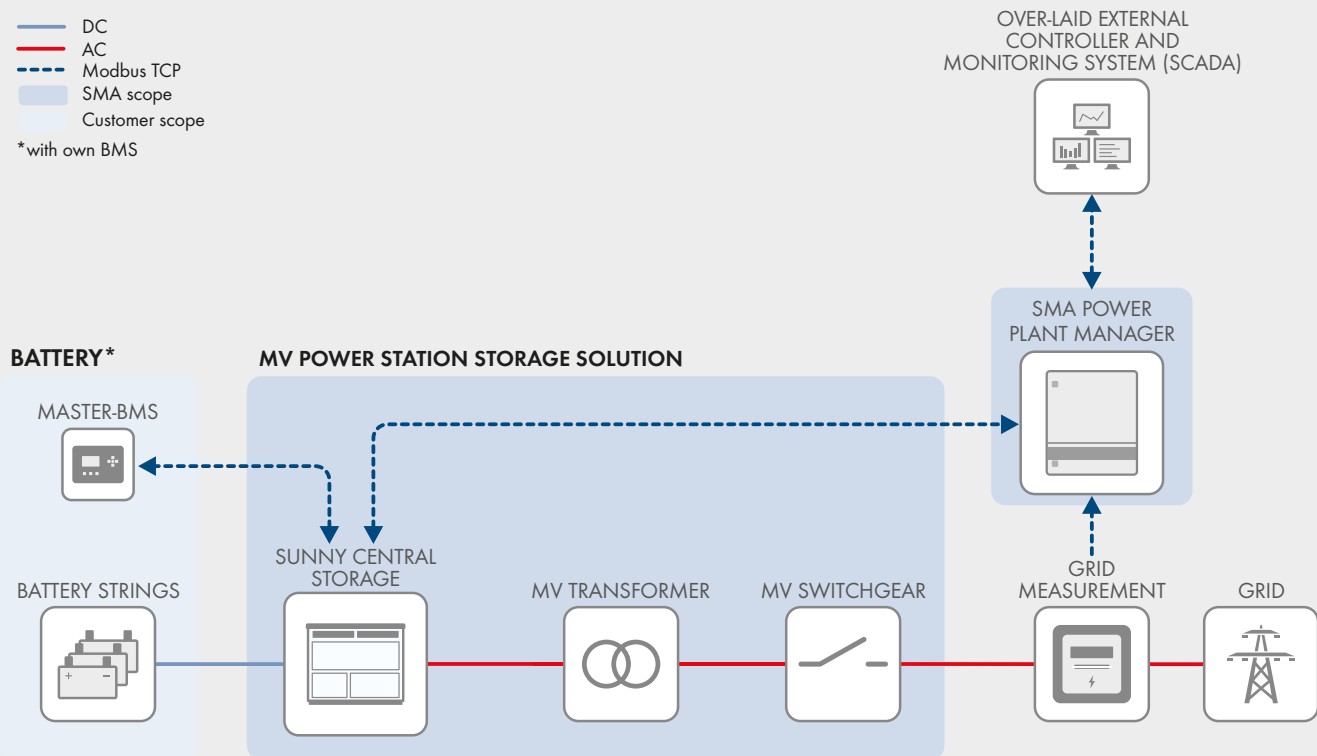 DC
AC
Modbus TCP
SMA scope
Customer scope
*with own BMS
OVER-LAID EXTERNAL
CONTROLLER AND
MONITORING SYSTEM (SCADA)
SMA POWER
PLANT MANAGER
BATTERY*
MV POWER STATION STORAGE SOLUTION
MASTER-BMS
SUNNY CENTRAL
STORAGE
BATTERY STRINGS
MV TRANSFORMER
MV SWITCHGEAR
GRID
MEASUREMENT
GRID